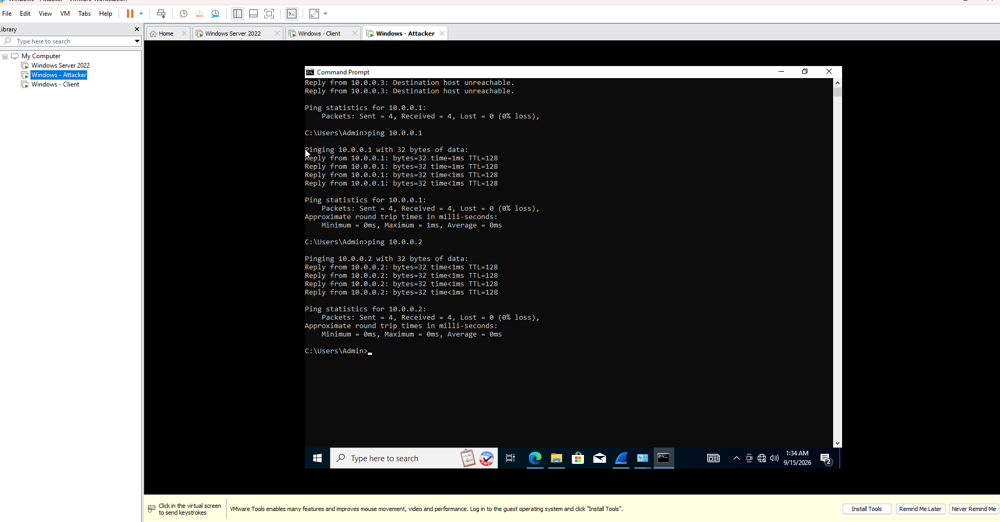 File Edit View VM Tabs Help
Library
Type here to search
My Computer
Windows Server 2022
Windows - Attacker
Windows - Client
Home
Windows Server 2022
Windows - Client
Windows - Attacker
Command Prompt
Reply from 10.0.0.3: Destination host unreachable.
Reply from 10.0.0.3: Destination host unreachable.
Ping statistics for 10.0.0.1:
Packets: Sent = 4, Received = 4, Lost = 0 (0% loss),
C:\Users\Admin>ping 10.0.0.1
Pinging 10.0.0.1 with 32 bytes of data:
Reply from 10.0.0.1: bytes=32 time=1ms TTL=128
Reply from 10.0.0.1: bytes=32 time=1ms TTL=128
Reply from 10.0.0.1: bytes=32 time<1ms TTL=128
Reply from 10.0.0.1: bytes=32 time<1ms TTL=128
Ping statistics for 10.0.0.1:
Packets: Sent = 4, Received = 4, Lost = 0 (0% loss),
Approximate round trip times in milli-seconds:
Minimum = 0ms, Maximum = 1ms, Average = 0ms
C:\Users\Admin>ping 10.0.0.2
Pinging 10.0.0.2 with 32 bytes of data:
Reply from 10.0.0.2: bytes=32 time<1ms TTL=128
Reply from 10.0.0.2: bytes=32 time<1ms TTL=128
Reply from 10.0.0.2: bytes=32 time<1ms TTL=128
Reply from 10.0.0.2: bytes=32 time<1ms TTL=128
Ping statistics for 10.0.0.2:
Packets: Sent = 4, Received = 4, Lost = 0 (0% loss),
Approximate round trip times in milli-seconds:
Minimum = 0ms, Maximum = 0ms, Average = 0ms
C:\Users\Admin>
Type here to search
1:34 AM
9/15/2026
2
Click in the virtual screen
to send keystrokes
VMware Tools enables many features and improves mouse movement, video and performance. Log in to the guest operating system and click "Install Tools".
Install Tools
Remind Me Later
Never Remind Me